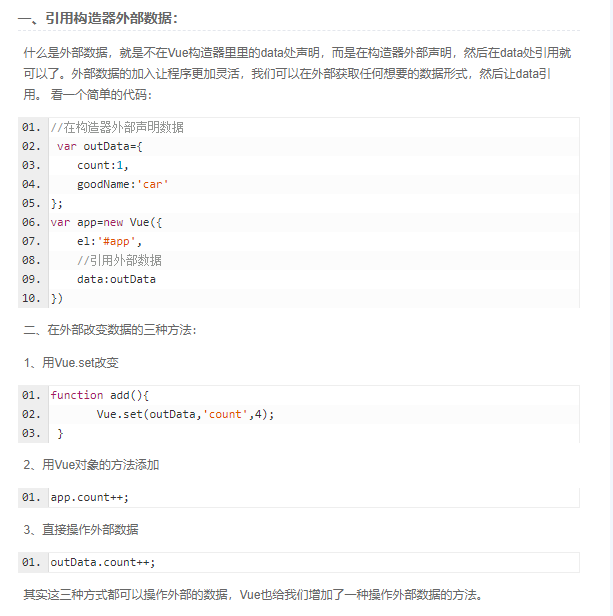 一、引用构造器外部数据：
什么是外部数据，就是不在Vue构造器里里的data处声明，而是在构造器外部声明，然后在data处引用就
可以了。外部数据的加入让程序更加灵活，我们可以在外部获取任何想要的数据形式，然后让data引
用。 看一个简单的代码：
01. //在构造器外部声明数据
02. var outData={
03. count:1,
04. goodName:'car'
05. };
06. var app=new Vue({
07. el:'#app',
08. //引用外部数据
09. data:outData
10. })
二、在外部改变数据的三种方法：
1、用Vue.set改变
01. function add(){
02. Vue.set(outData,'count',4);
03. }
2、用Vue对象的方法添加
01. app.count++;
3、直接操作外部数据
01. outData.count++;
其实这三种方式都可以操作外部的数据，Vue也给我们增加了一种操作外部数据的方法。